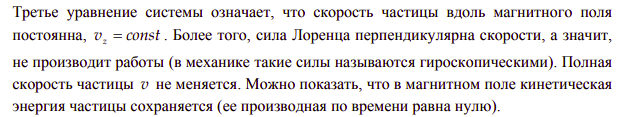 Третье уравнение системы означает, что скорость частицы вдоль магнитного поля
постоянна, v_z = const . Более того, сила Лоренца перпендикулярна скорости, а значит,
не производит работы (в механике такие силы называются гироскопическими). Полная
скорость частицы v не меняется. Можно показать, что в магнитном поле кинетическая
энергия частицы сохраняется (ее производная по времени равна нулю).